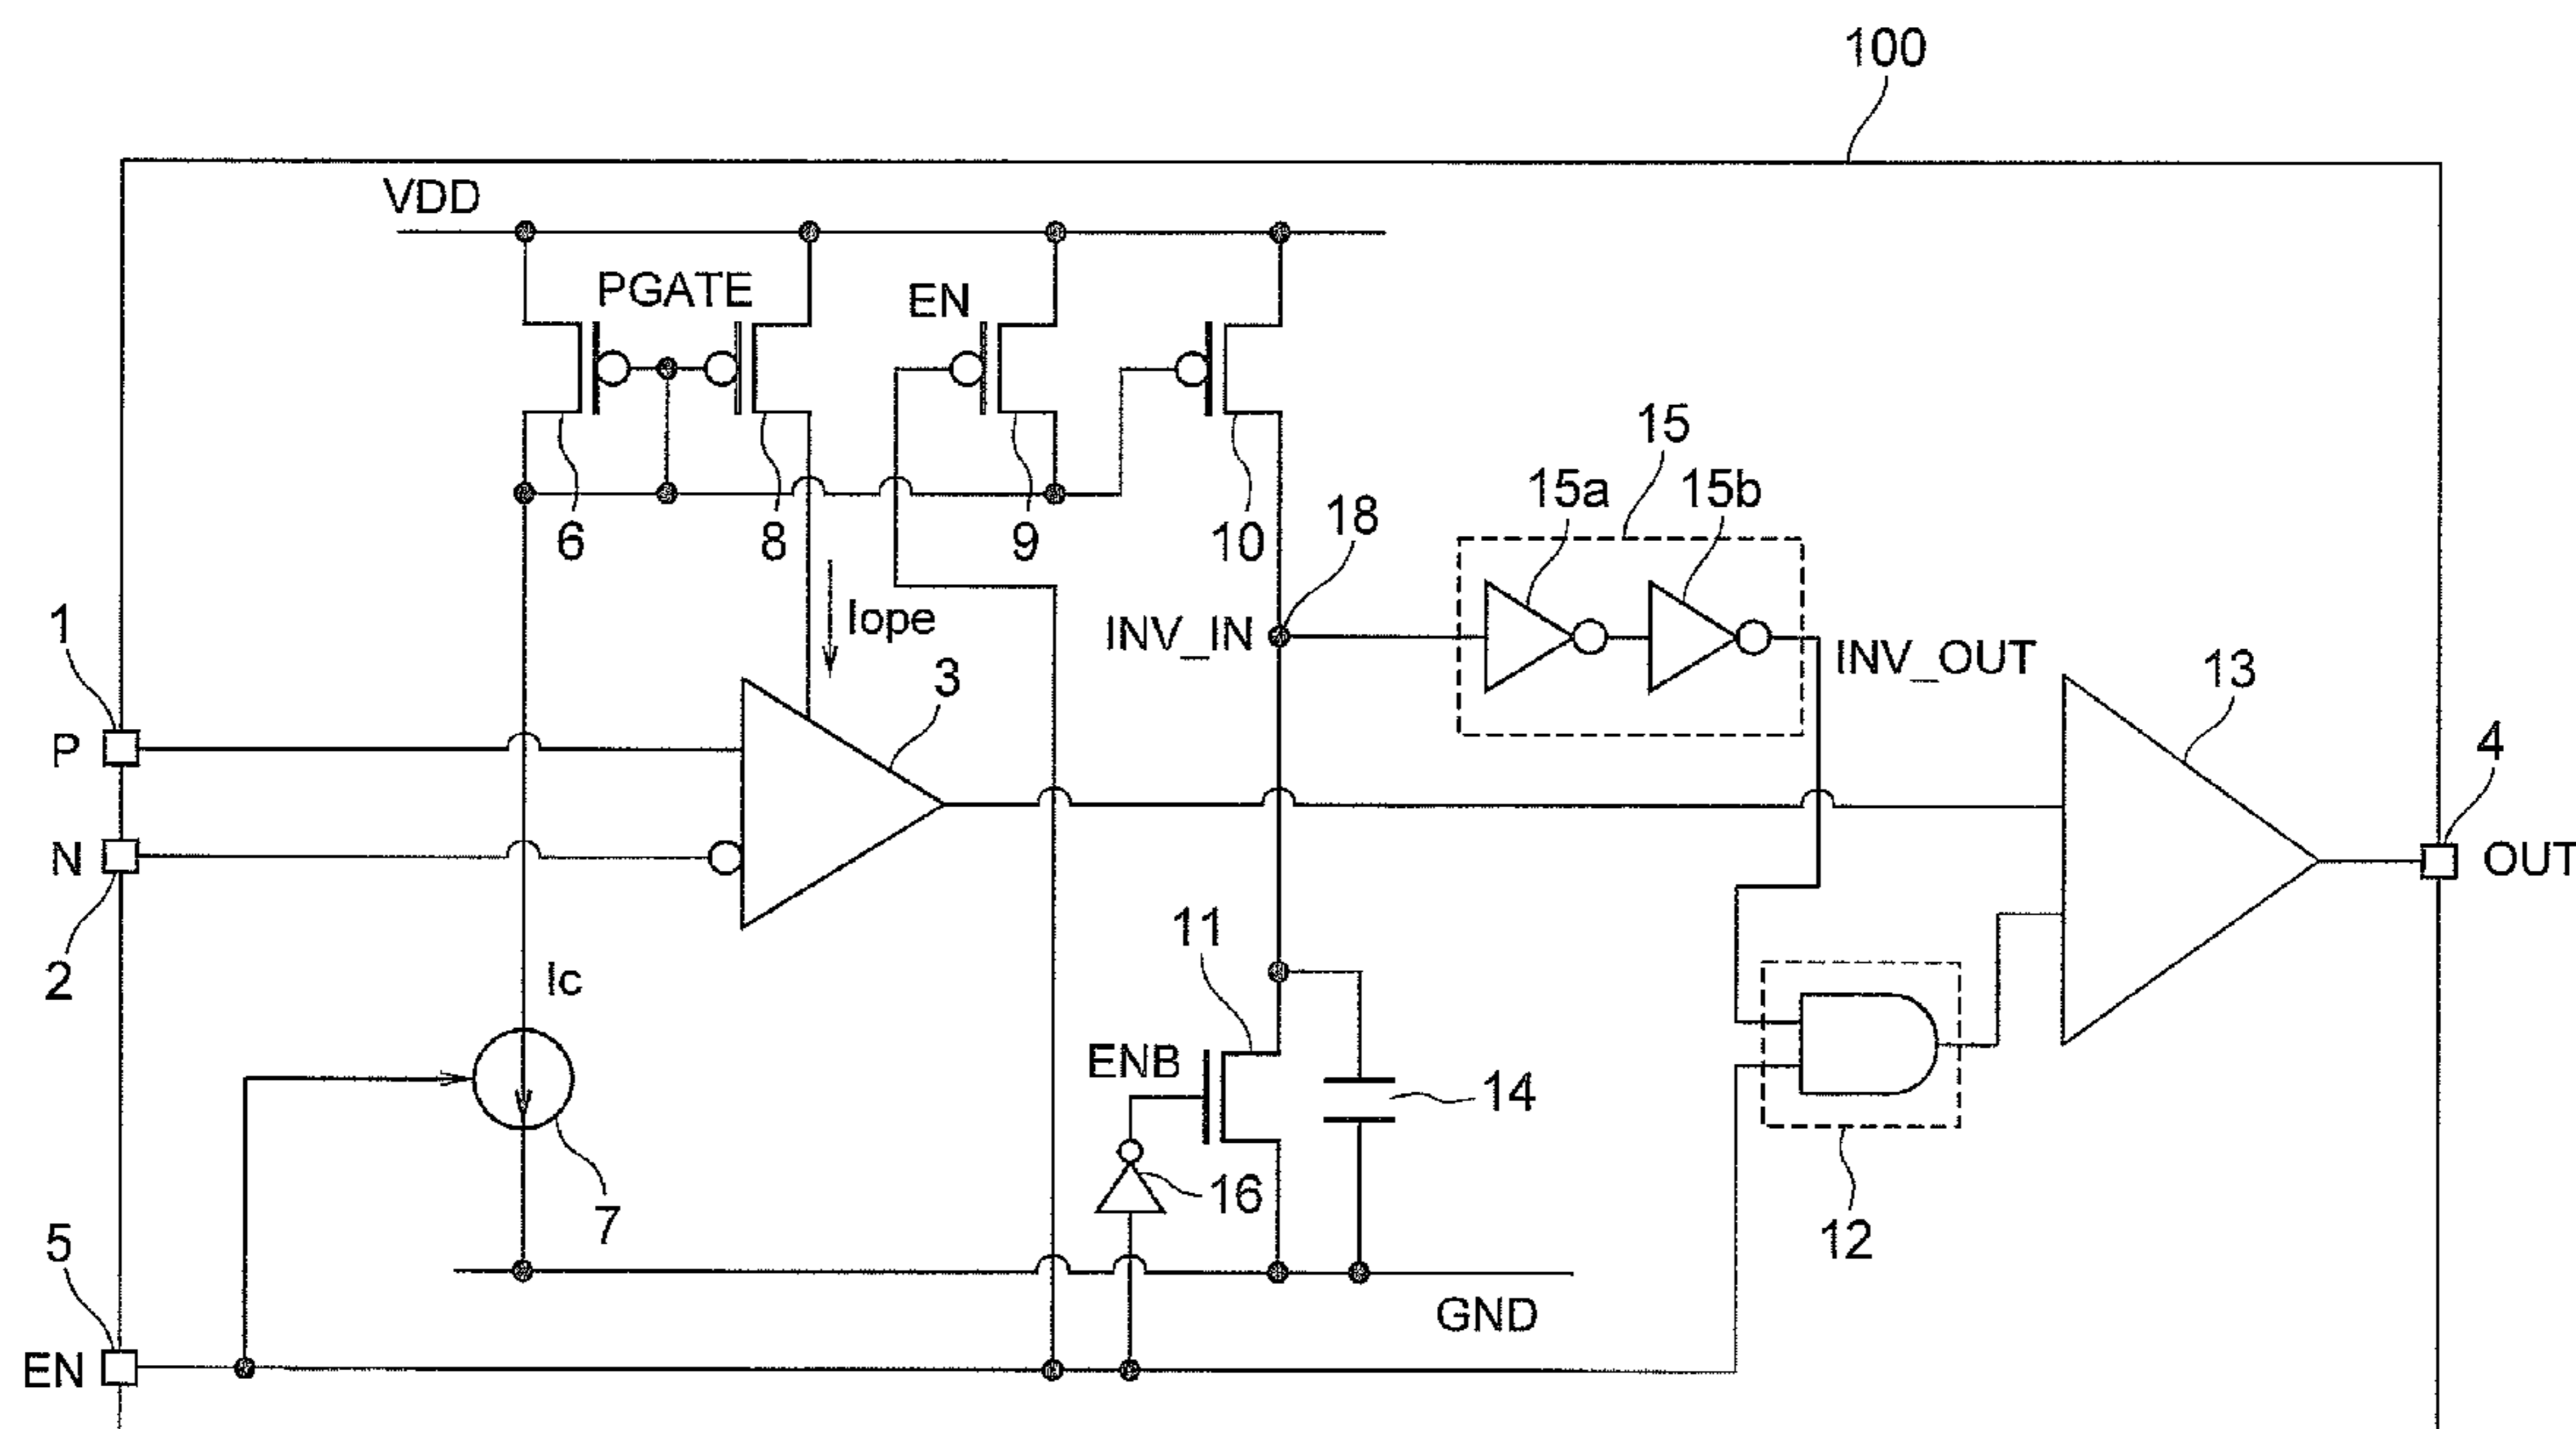 100
VDD
PGATE
EN
15
15a
15b
18
6
8
9
10
1
Iope
INV_IN
INV_OUT
3
13
4
P
N
OUT
2
11
Ic
ENB
14
16
7
12
5
GND
EN